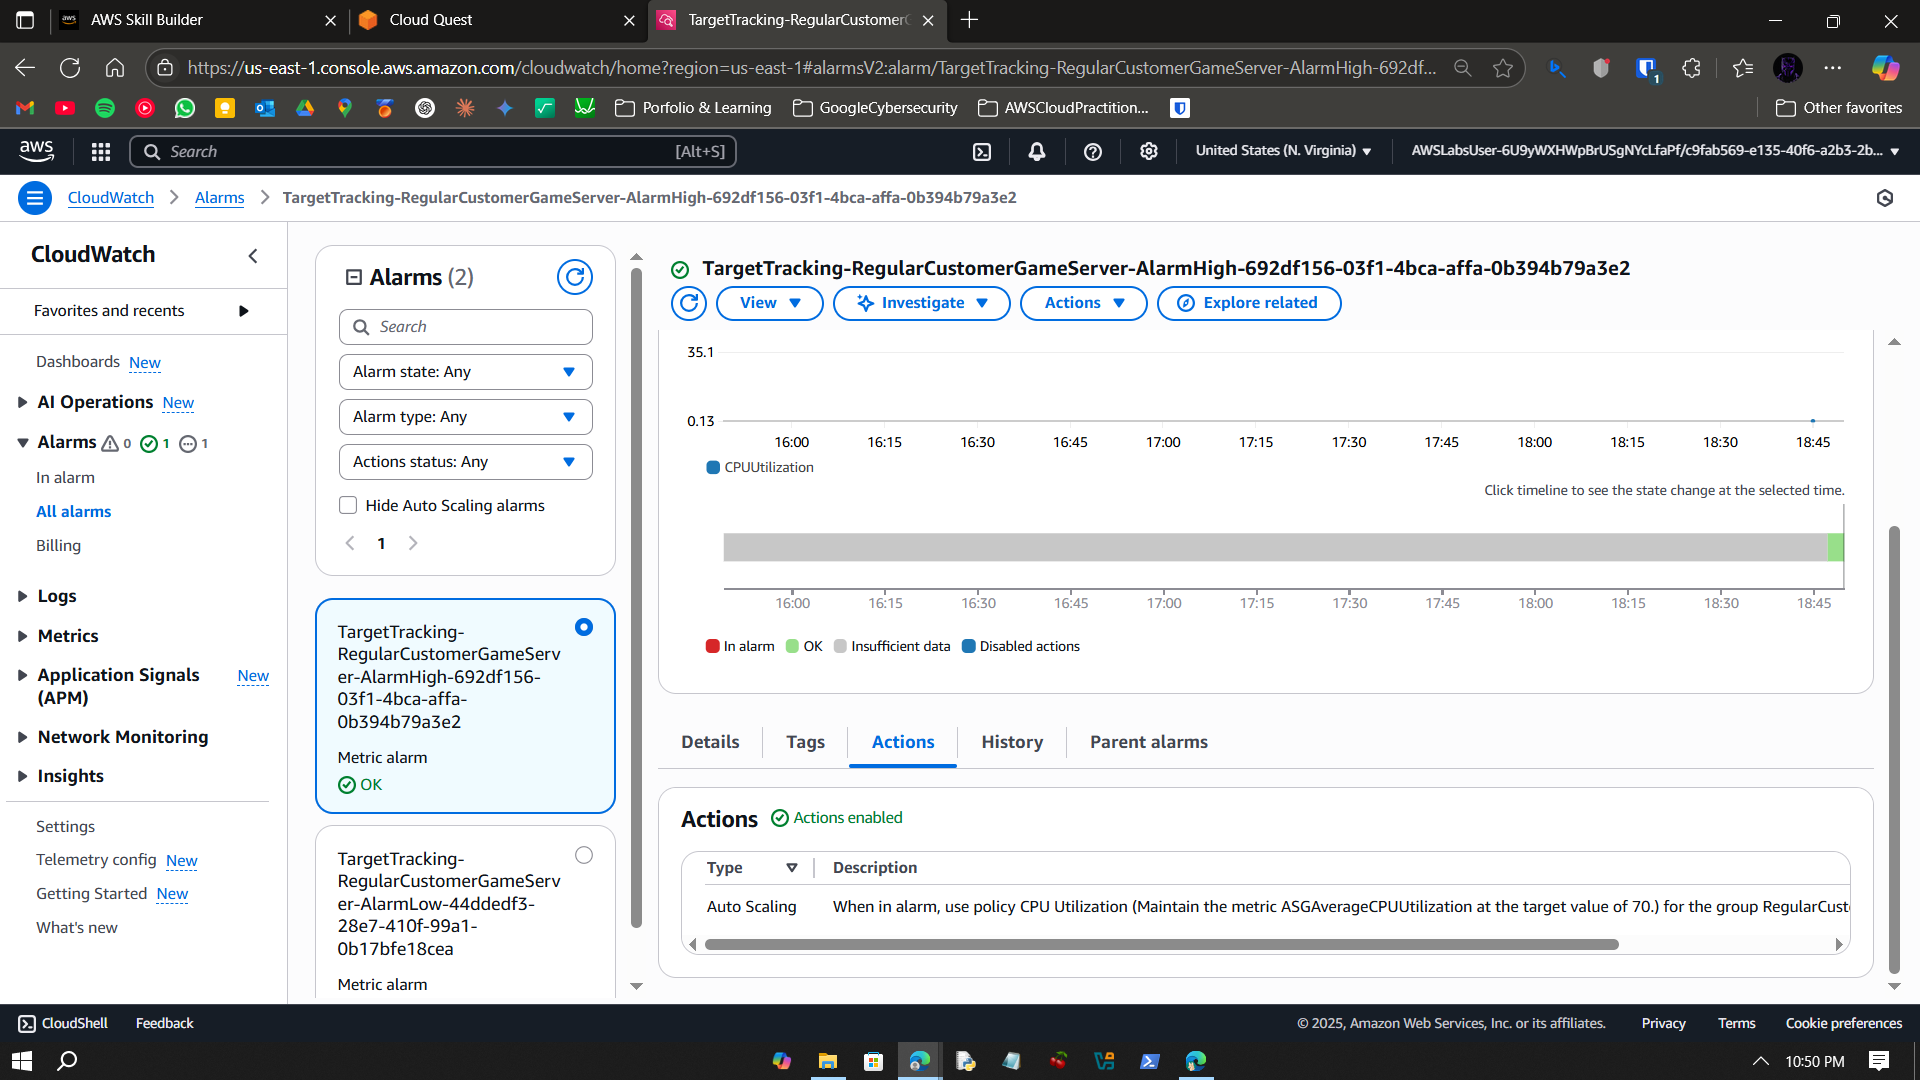 AWS Skill Builder
Cloud Quest
TargetTracking-RegularCustomerG
https://us-east-1.console.aws.amazon.com/cloudwatch/home?region=us-east-1#alarmsV2:alarm/TargetTracking-RegularCustomerGameServer-AlarmHigh-692df...
Porfolio & Learning
GoogleCybersecurity
AWSCloudPractition...
Other favorites
aws
Search
[Alt+S]
United States (N. Virginia)
AWSLabsUser-6U9yWXHWpBrUSgNYcLfaPf/c9fab569-e135-40f6-a2b3-2b...
CloudWatch
Alarms
TargetTracking-RegularCustomerGameServer-AlarmHigh-692df156-03f1-4bca-affa-0b394b79a3e2
CloudWatch
Favorites and recents
Dashboards New
AI Operations New
Alarms 0 1 1
In alarm
All alarms
Billing
Logs
Metrics
Application Signals (APM) New
Network Monitoring
Insights
Settings
Telemetry config New
Getting Started New
What's new
Alarms (2)
Search
Alarm state: Any
Alarm type: Any
Actions status: Any
Hide Auto Scaling alarms
1
TargetTracking-
RegularCustomerGameServ
er-AlarmHigh-692df156-
03f1-4bca-affa-
0b394b79a3e2
Metric alarm
OK
TargetTracking-
RegularCustomerGameServ
er-AlarmLow-44ddedf3-
28e7-410f-99a1-
0b17bfe18cea
Metric alarm
TargetTracking-RegularCustomerGameServer-AlarmHigh-692df156-03f1-4bca-affa-0b394b79a3e2
View
Investigate
Actions
Explore related
35.1
0.13
16:00 16:15 16:30 16:45 17:00 17:15 17:30 17:45 18:00 18:15 18:30 18:45
CPUUtilization
Click timeline to see the state change at the selected time.
16:00 16:15 16:30 16:45 17:00 17:15 17:30 17:45 18:00 18:15 18:30 18:45
In alarm OK Insufficient data Disabled actions
Details Tags Actions History Parent alarms
Actions Actions enabled
Type Description
Auto Scaling When in alarm, use policy CPU Utilization (Maintain the metric ASGAverageCPUUtilization at the target value of 70.) for the group RegularCust
CloudShell Feedback © 2025, Amazon Web Services, Inc. or its affiliates. Privacy Terms Cookie preferences
10:50 PM